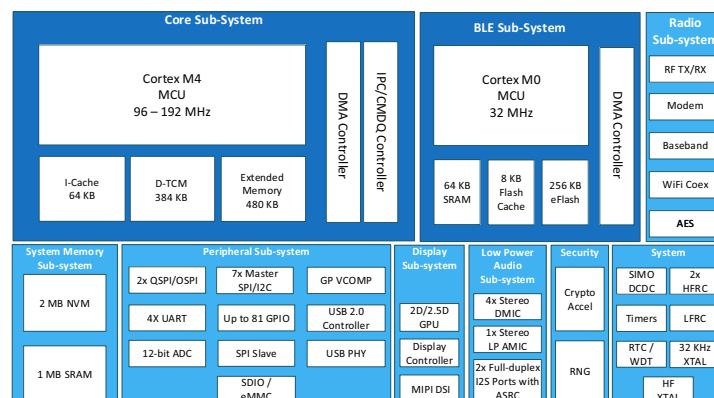 Core Sub-System
Cortex M4
MCU
96 – 192 MHz
DMA Controller
IPC/CMDQ Controller
I-Cache
64 KB
D-TCM
384 KB
Extended
Memory
480 KB
BLE Sub-System
Cortex M0
MCU
32 MHz
DMA Controller
64 KB
SRAM
8 KB
Flash
Cache
256 KB
eFlash
Radio
Sub-system
RF TX/RX
Modem
Baseband
WiFi Coex
AES
System Memory
Sub-system
2 MB NVM
1 MB SRAM
Peripheral Sub-system
2x QSPI/OSPI
7x Master
SPI/I2C
GP VCOMP
4X UART
Up to 81 GPIO
USB 2.0
Controller
12-bit ADC
SPI Slave
USB PHY
SDIO /
eMMC
Display
Sub-system
2D/2.5D
GPU
Display
Controller
MIPI DSI
Low Power
Audio
Sub-system
4x Stereo
DMIC
1x Stereo
LP AMIC
2x Full-duplex
I2S Ports with
ASRC
Security
Crypto
Accel
RNG
System
SIMO
DCDC
2x
HFRC
Timers
LFRC
RTC /
WDT
32 KHz
XTAL
HF
XTAL